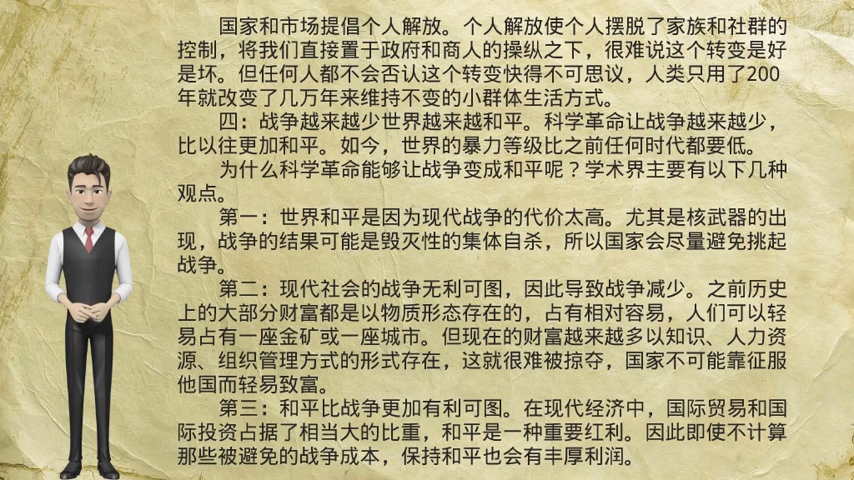 国家和市场提倡个人解放。个人解放使个人摆脱了家族和社群的
控制，将我们直接置于政府和商人的操纵之下，很难说这个转变是好
是坏。但任何人都不会否认这个转变快得不可思议，人类只用了200
年就改变了几万年来维持不变的小群体生活方式。
四：战争越来越少世界越来越和平。科学革命让战争越来越少，
比以往更加和平。如今，世界的暴力等级比之前任何时代都要低。
为什么科学革命能够让战争变成和平呢？学术界主要有以下几种
观点。
第一：世界和平是因为现代战争的代价太高。尤其是核武器的出
现，战争的结果可能是毁灭性的集体自杀，所以国家会尽量避免挑起
战争。
第二：现代社会的战争无利可图，因此导致战争减少。之前历史
上的大部分财富都是以物质形态存在的，占有相对容易，人们可以轻
易占有一座金矿或一座城市。但现在的财富越来越多以知识、人力资
源、组织管理方式的形式存在，这就很难被掠夺，国家不可能靠征服
他国而轻易致富。
第三：和平比战争更加有利可图。在现代经济中，国际贸易和国
际投资占据了相当大的比重，和平是一种重要红利。因此即使不计算
那些被避免的战争成本，保持和平也会有丰厚利润。